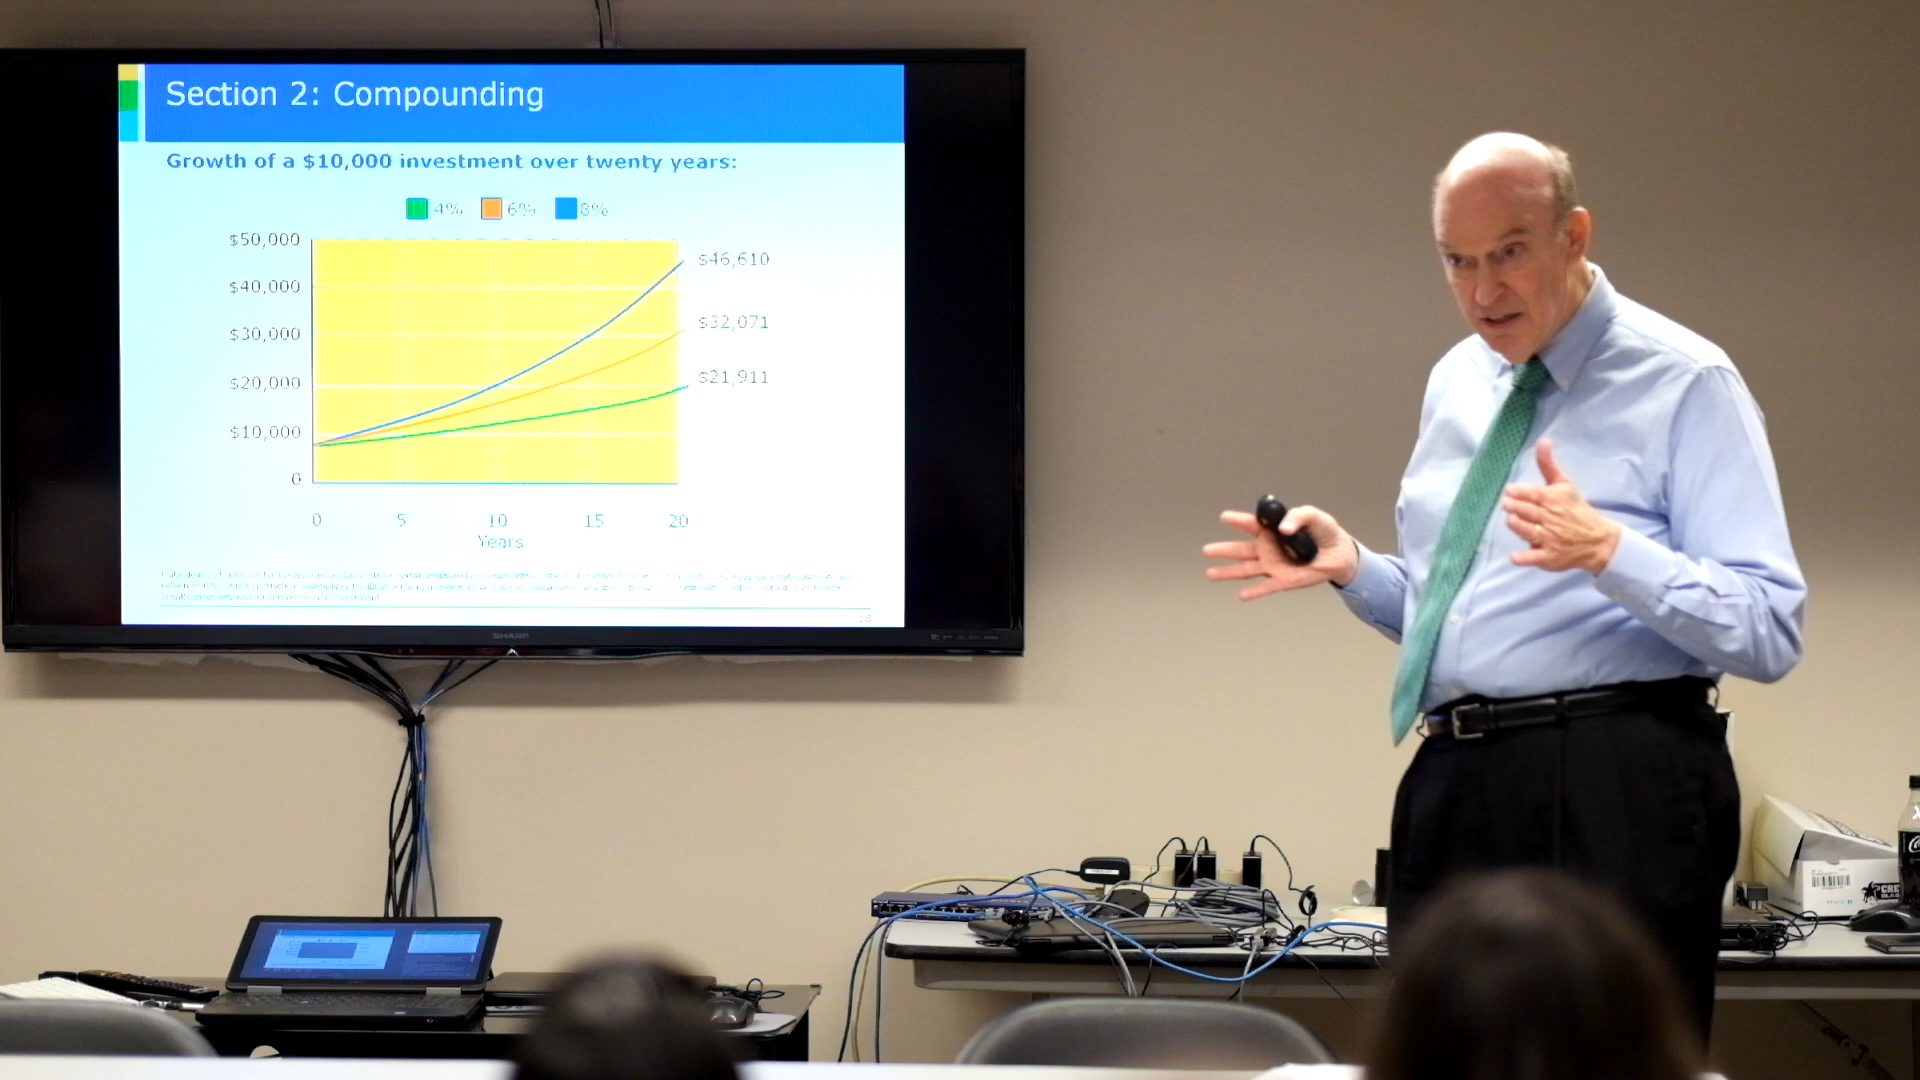 Section 2: Compounding
Growth of a $10,000 investment over twenty years:
4% 6% 8%
$50,000
$46,610
$40,000
$32,071
$30,000
$21,911
$20,000
$10,000
0
0 5 10 15 20
Years
SHARP
CRE